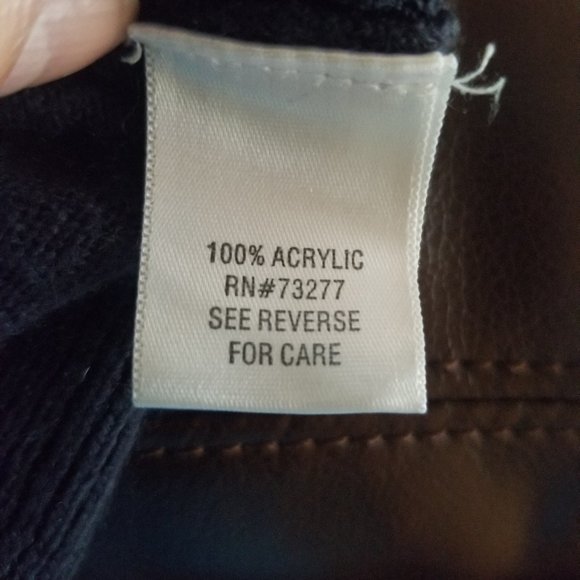 100% ACRYLIC
RN#73277
SEE REVERSE
FOR CARE